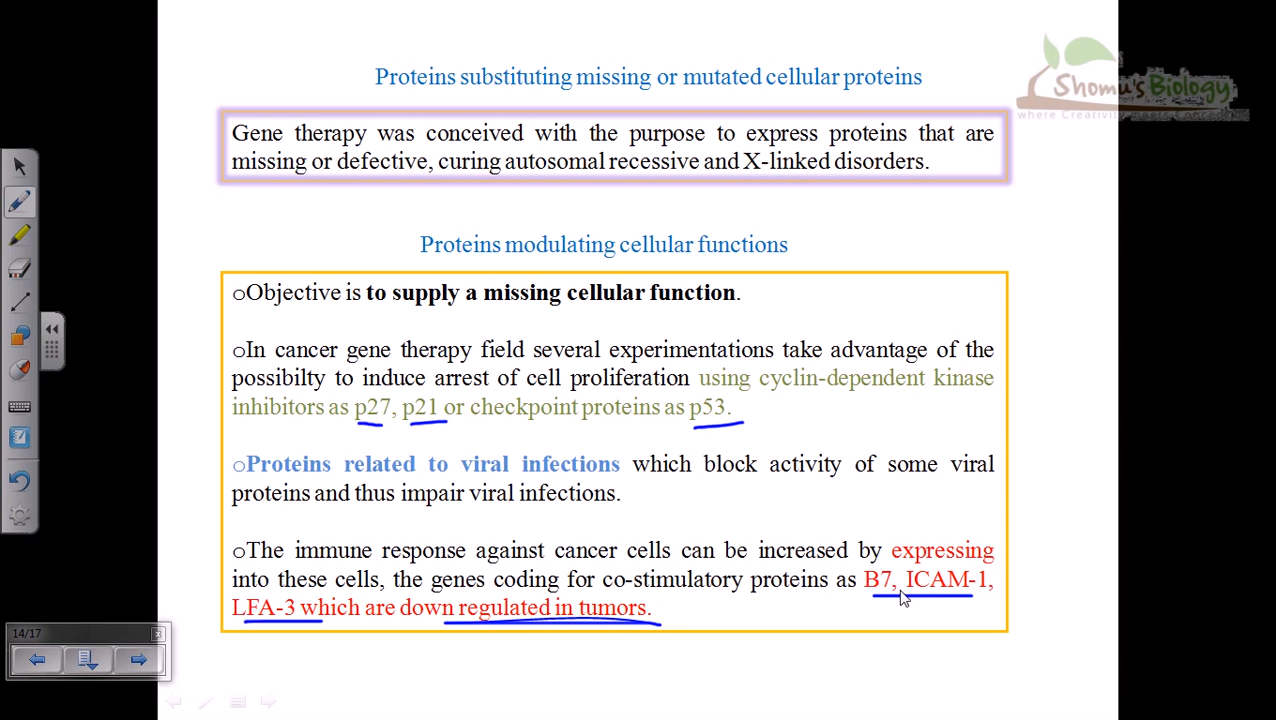 Proteins substituting missing or mutated cellular proteins
Shomu's Biology
Gene therapy was conceived with the purpose to express proteins that are
missing or defective, curing autosomal recessive and X-linked disorders.
Proteins modulating cellular functions
oObjective is to supply a missing cellular function.
oIn cancer gene therapy field several experimentations take advantage of the
possibilty to induce arrest of cell proliferation using cyclin-dependent kinase
inhibitors as p27, p21 or checkpoint proteins as p53.
oProteins related to viral infections which block activity of some viral
proteins and thus impair viral infections.
oThe immune response against cancer cells can be increased by expressing
into these cells, the genes coding for co-stimulatory proteins as B7, ICAM-1,
LFA-3 which are down regulated in tumors.
14/17